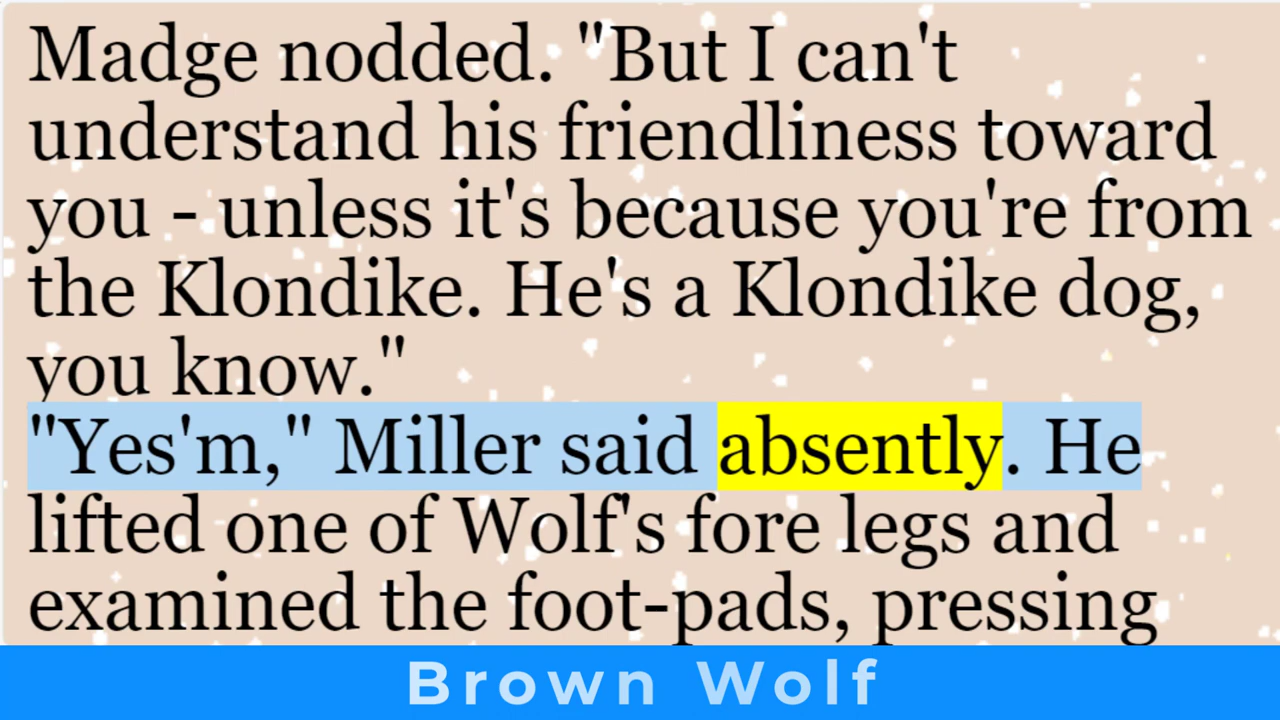 Madge nodded. "But I can't
understand his friendliness toward
you - unless it's because you're from
the Klondike. He's a Klondike dog,
you know."
"Yes'm," Miller said absently. He
lifted one of Wolf's fore legs and
examined the foot-pads, pressing
Brown Wolf